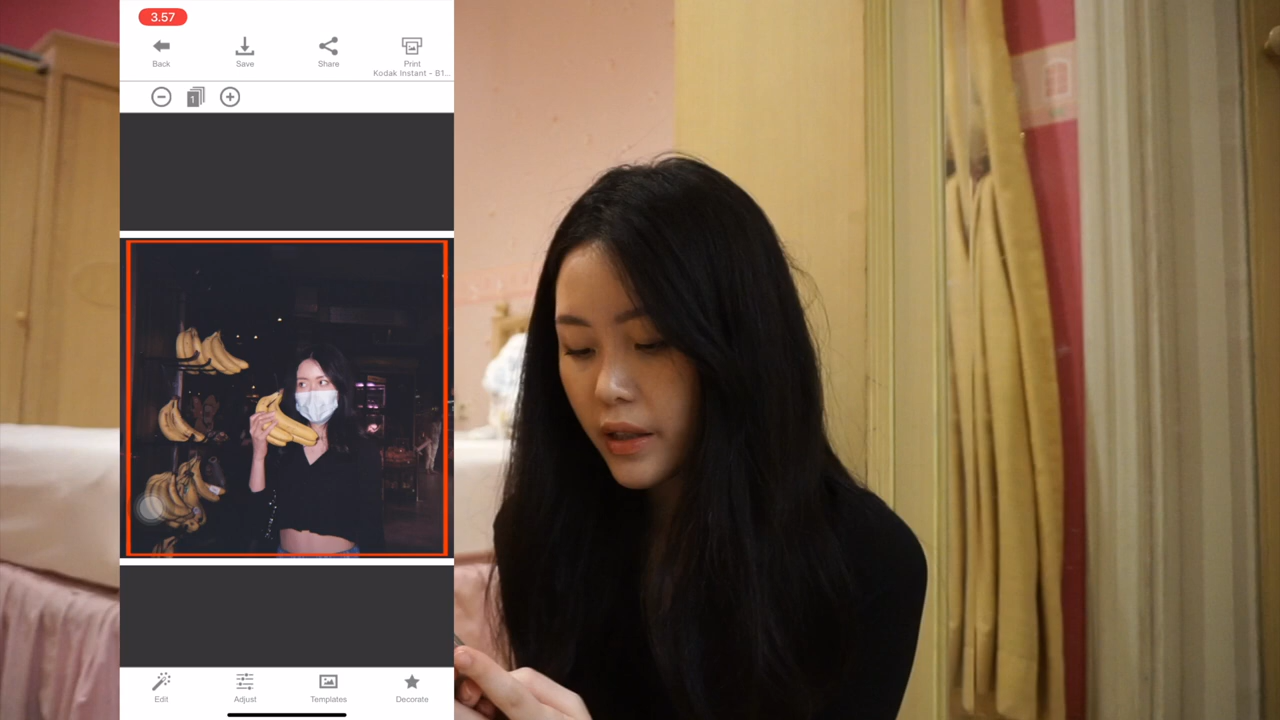 3.57
Back
Save
Share
Print
Kodak Instant - B1...
1
Edit
Adjust
Templates
Decorate